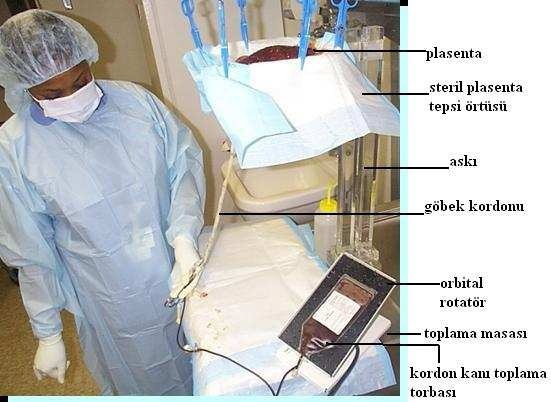 plasenta
steril plasenta
tepsi örtüsü
askı
göbek kordonu
orbital
rotatör
toplama masası
kordon kanı toplama
torbası